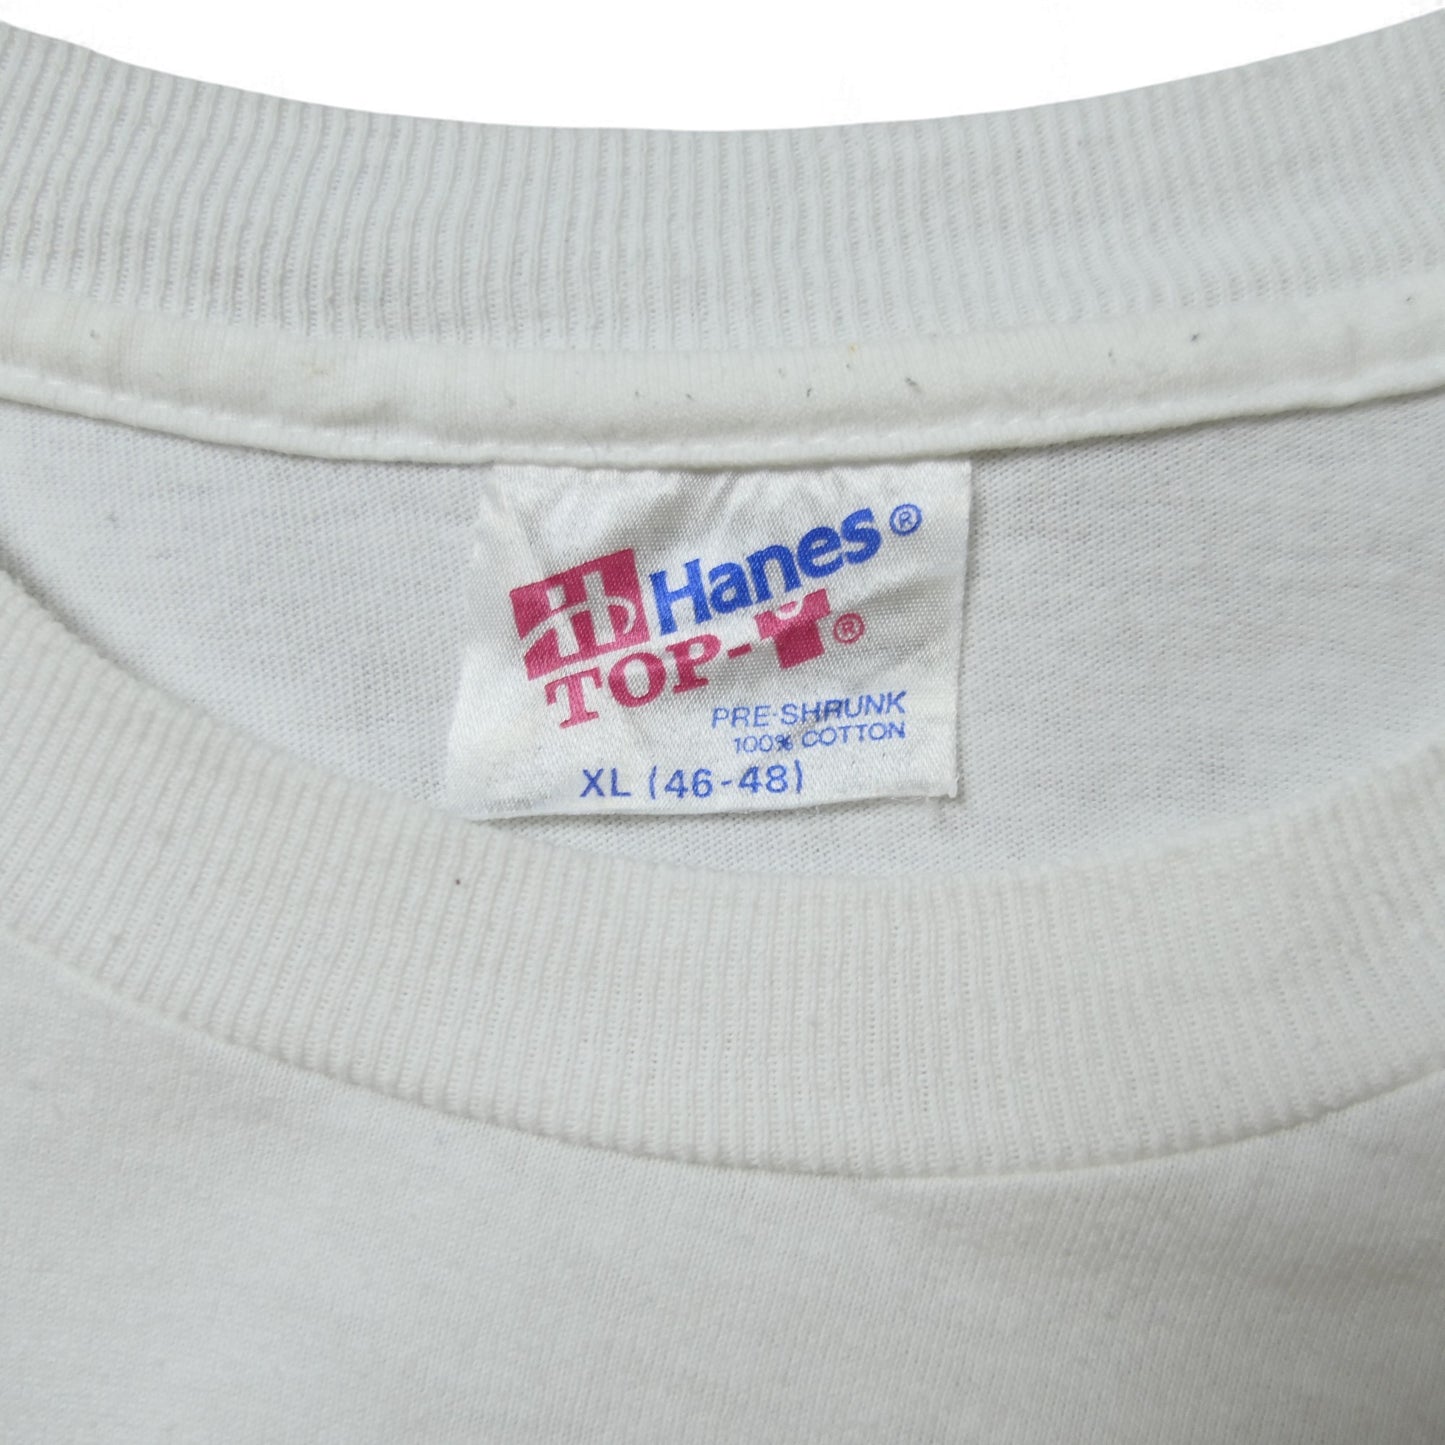 Hanes®
TOP-T®
PRE-SHRUNK
100% COTTON
XL (46-48)